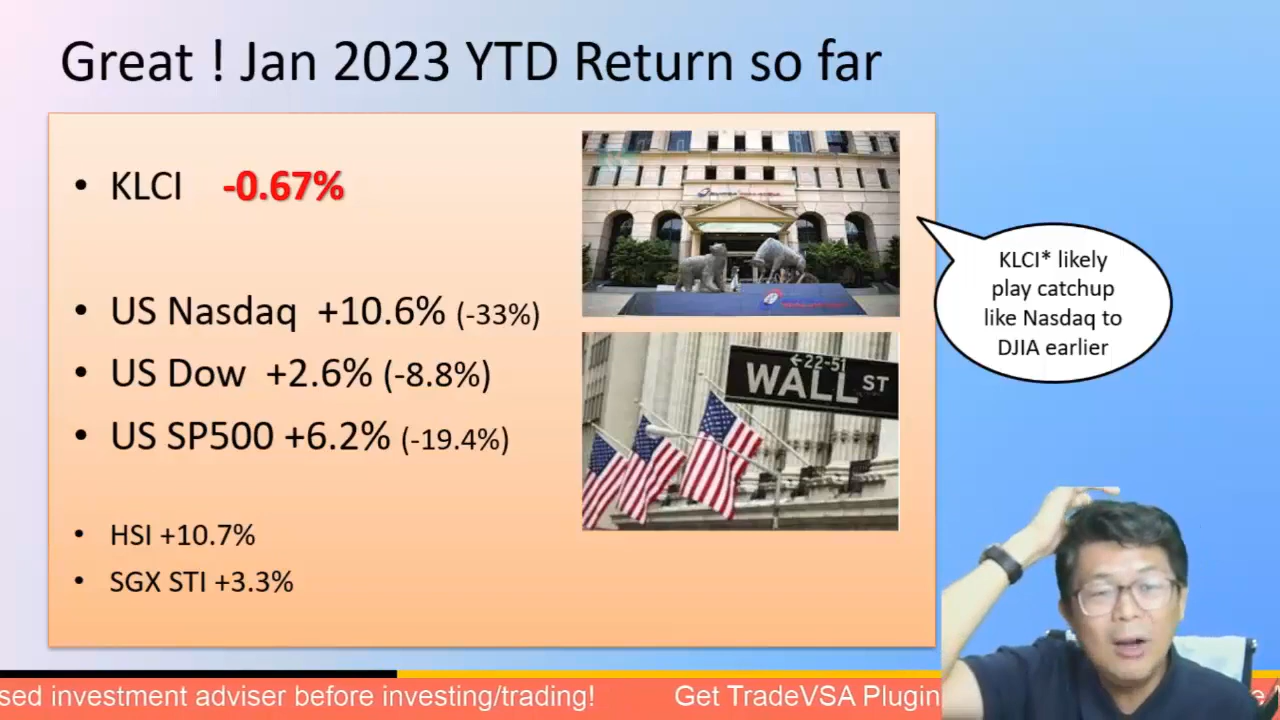 Great ! Jan 2023 YTD Return so far
• KLCI -0.67%
• US Nasdaq +10.6% (-33%)
• US Dow +2.6% (-8.8%)
• US SP500 +6.2% (-19.4%)
• HSI +10.7%
• SGX STI +3.3%
←22-51
WALL ST
KLCI* likely
play catchup
like Nasdaq to
DJIA earlier
sed investment adviser before investing/trading! Get TradeVSA Plugin